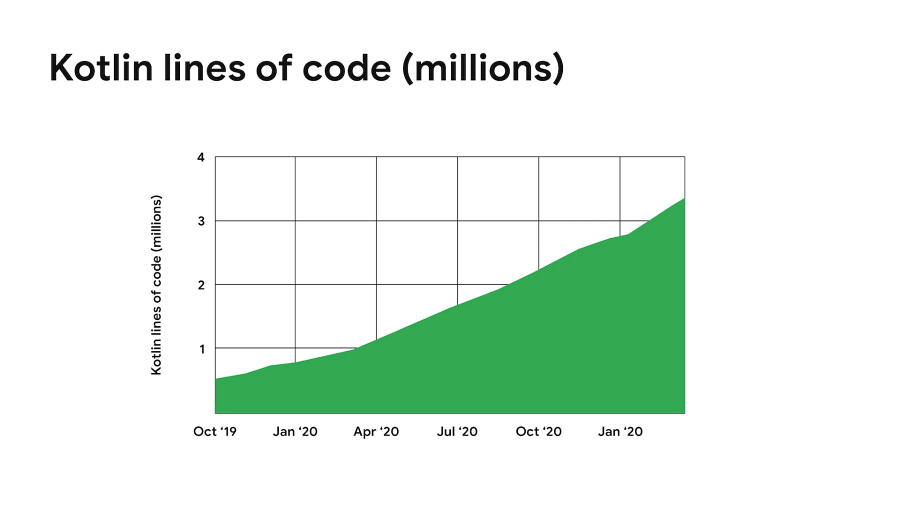 Kotlin lines of code (millions)
Kotlin lines of code (millions)
4
3
2
1
Oct ‘19
Jan ‘20
Apr ‘20
Jul ‘20
Oct ‘20
Jan ‘20